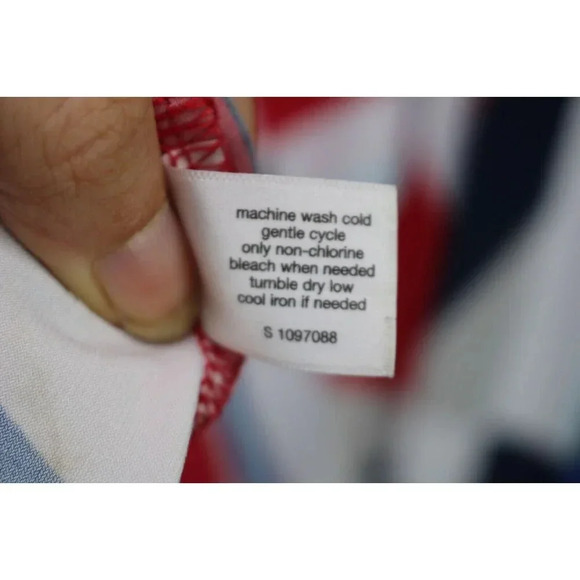 machine wash cold
gentle cycle
only non-chlorine
bleach when needed
tumble dry low
cool iron if needed
S 1097088